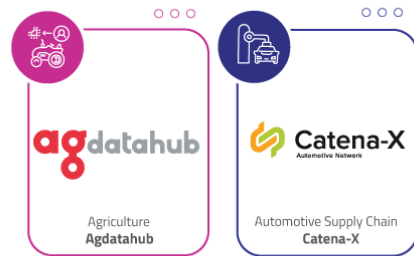 agdatahub
Agriculture
Agdatahub
Catena-X
Automotive Network
Automotive Supply Chain
Catena-X